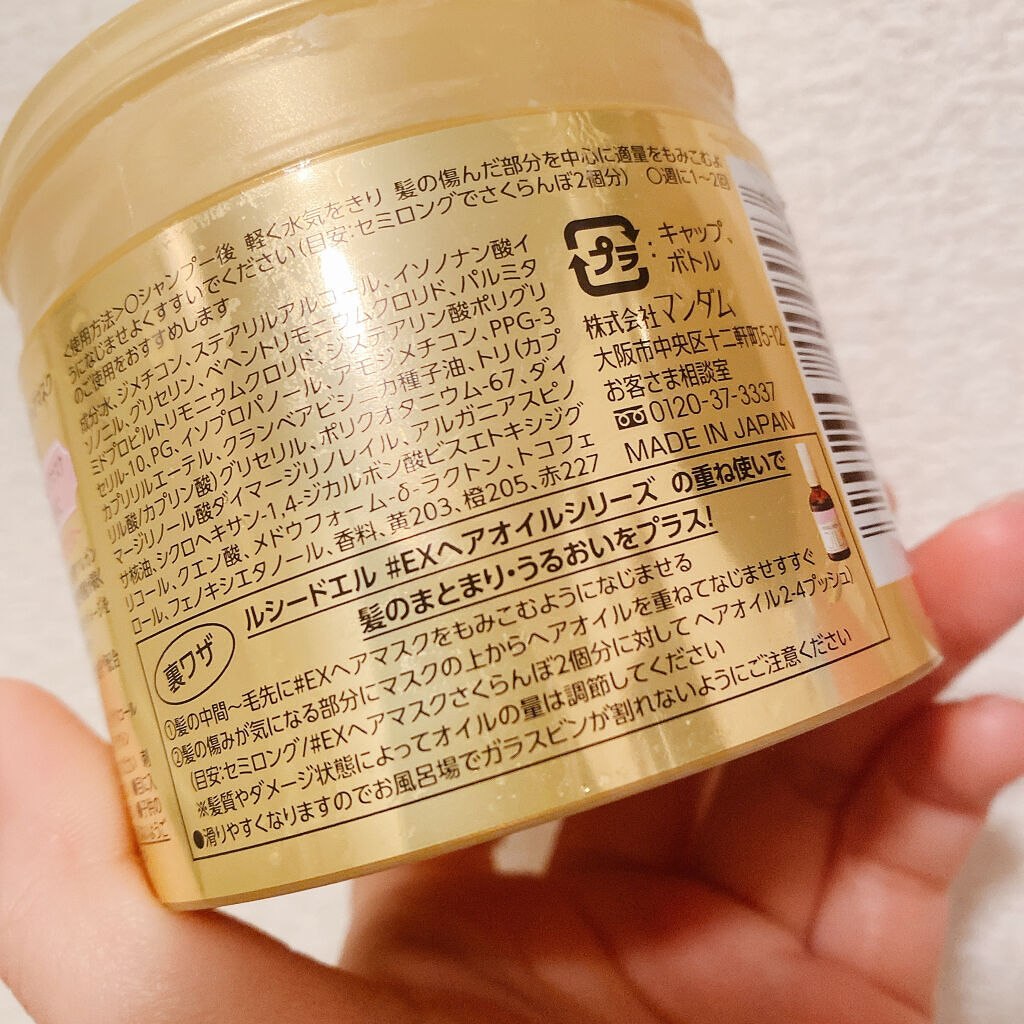 <使用方法>〇シャンプー後 軽く水気をきり 髪の傷んだ部分を中心に適量をもみこむよ
うになじませよくすすいでください(目安:セミロングでさくらんぼ2個分) 〇週に1~2回
のご使用をおすすめします
成分:水、ジメチコン、ステアリルアルコール、イソノナン酸イ
ソノニル、グリセリン、ベヘントリモニウムクロリド、パルミタ
ミドプロピルトリモニウムクロリド、ジステアリン酸ポリグリ
セリル-10、PG、イソプロパノール、アモジメチコン、PPG-3
カプリリルエーテル、クランベアビシニカ種子油、トリ(カプ
リル酸/カプリン酸)グリセリル、ポリクオタニウム-67、ダイ
マージリノール酸ダイマージリノレイル、アルガニアスピノ
サ核油、シクロヘキサン-1,4-ジカルボン酸ビスエトキシジグ
リコール、クエン酸、メドウフォーム-δ-ラクトン、トコフェ
ロール、フェノキシエタノール、香料、黄203、橙205、赤227
プラ
:キャップ、
ボトル
株式会社マンダム
大阪市中央区十二軒町5-12
お客さま相談室
0120-37-3337
MADE IN JAPAN
裏ワザ
ルシードエル #EXヘアオイルシリーズ の重ね使いで
髪のまとまり・うるおいをプラス!
①髪の中間~毛先に#EXヘアマスクをもみこむようになじませる
②髪の傷みが気になる部分にマスクの上からヘアオイルを重ねてなじませすすぐ
(目安:セミロング/#EXヘアマスクさくらんぼ2個分に対して ヘアオイル2-4プッシュ)
※髪質やダメージ状態によってオイルの量は調節してください
●滑りやすくなりますのでお風呂場でガラスビンが割れないようにご注意ください